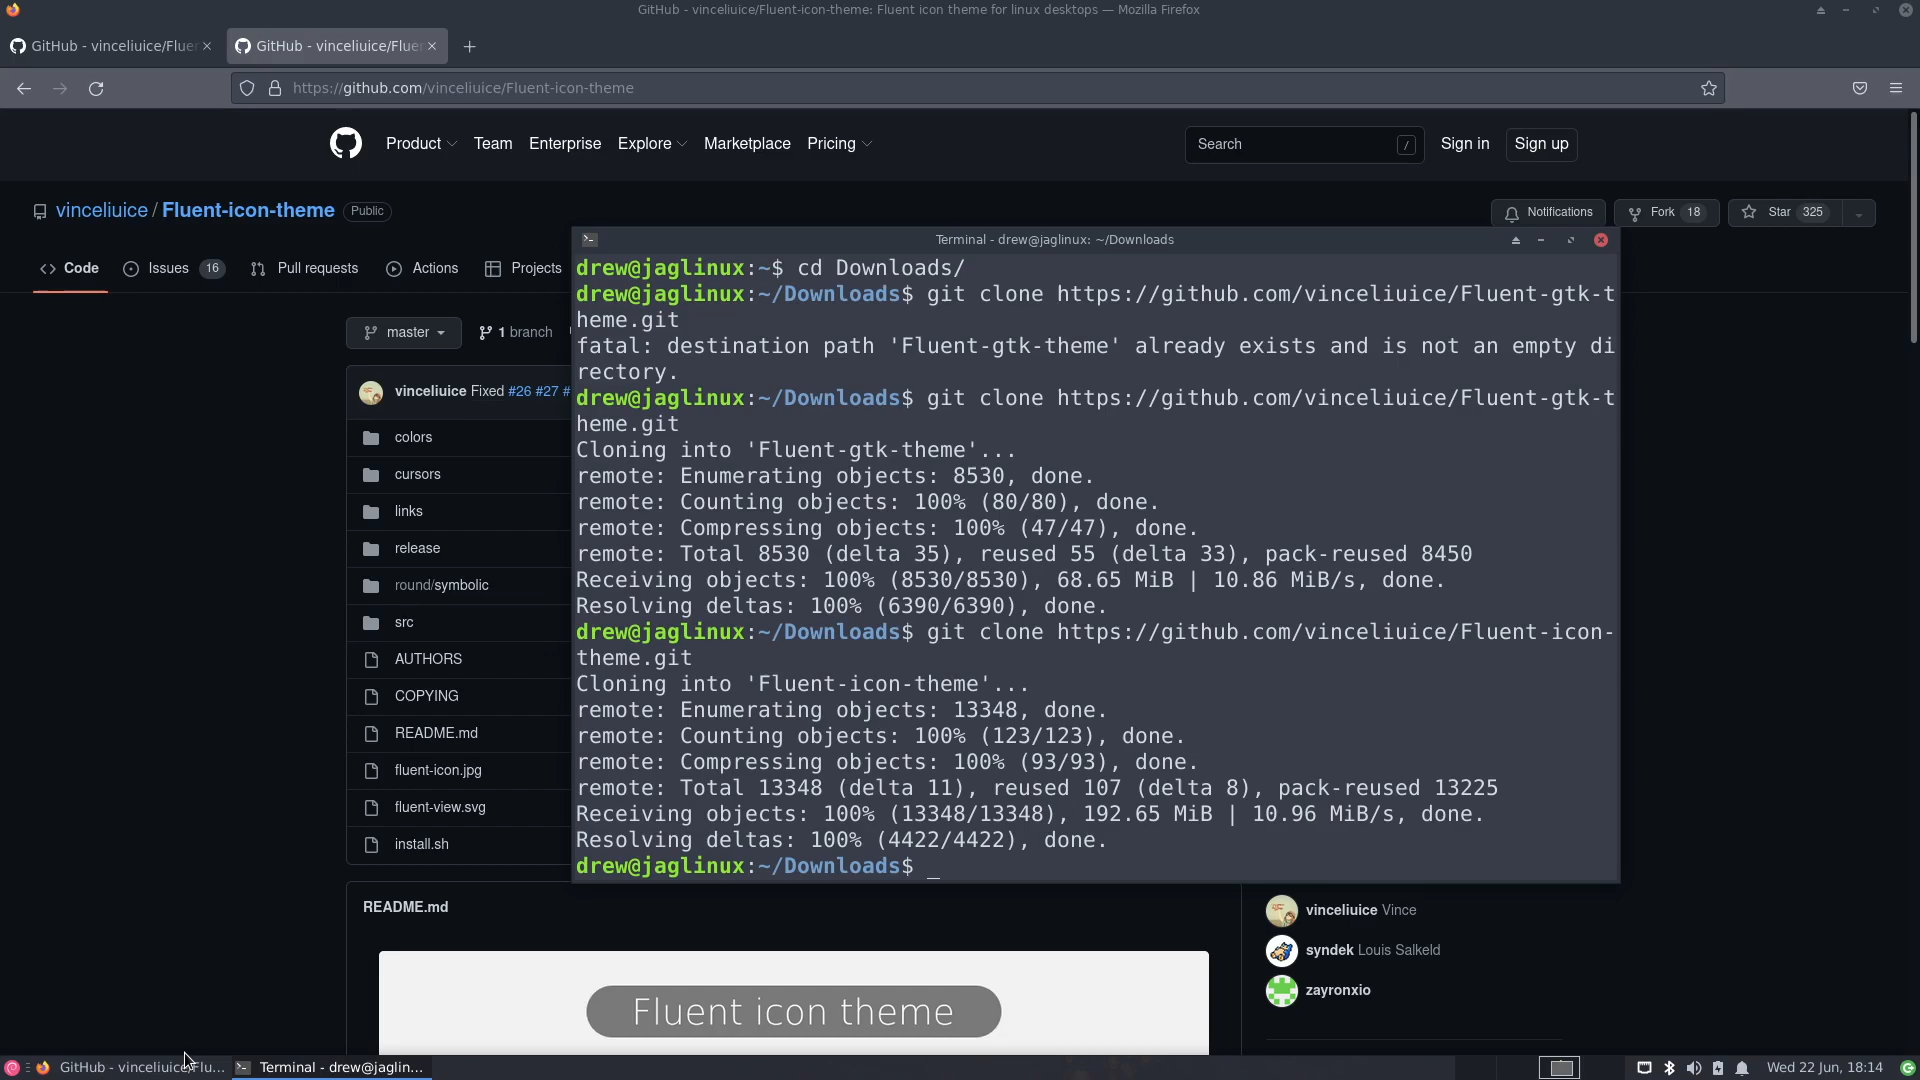 GitHub - vinceliuice/Fluent-icon-theme: Fluent icon theme for linux desktops — Mozilla Firefox
GitHub - vinceliuice/Flue
GitHub - vinceliuice/Flue
https://github.com/vinceliuice/Fluent-icon-theme
Product Team Enterprise Explore Marketplace Pricing Search / Sign in Sign up
vinceliuice / Fluent-icon-theme Public
Notifications Fork 18 Star 325
Code Issues 16 Pull requests Actions Projects
master 1 branch
vinceliuice Fixed #26 #27 #
colors
cursors
links
release
round/symbolic
src
AUTHORS
COPYING
README.md
fluent-icon.jpg
fluent-view.svg
install.sh
Terminal - drew@jaglinux: ~/Downloads
drew@jaglinux:~$ cd Downloads/
drew@jaglinux:~/Downloads$ git clone https://github.com/vinceliuice/Fluent-gtk-t
heme.git
fatal: destination path 'Fluent-gtk-theme' already exists and is not an empty di
rectory.
drew@jaglinux:~/Downloads$ git clone https://github.com/vinceliuice/Fluent-gtk-t
heme.git
Cloning into 'Fluent-gtk-theme'...
remote: Enumerating objects: 8530, done.
remote: Counting objects: 100% (80/80), done.
remote: Compressing objects: 100% (47/47), done.
remote: Total 8530 (delta 35), reused 55 (delta 33), pack-reused 8450
Receiving objects: 100% (8530/8530), 68.65 MiB | 10.86 MiB/s, done.
Resolving deltas: 100% (6390/6390), done.
drew@jaglinux:~/Downloads$ git clone https://github.com/vinceliuice/Fluent-icon-
theme.git
Cloning into 'Fluent-icon-theme'...
remote: Enumerating objects: 13348, done.
remote: Counting objects: 100% (123/123), done.
remote: Compressing objects: 100% (93/93), done.
remote: Total 13348 (delta 11), reused 107 (delta 8), pack-reused 13225
Receiving objects: 100% (13348/13348), 192.65 MiB | 10.96 MiB/s, done.
Resolving deltas: 100% (4422/4422), done.
drew@jaglinux:~/Downloads$ _
README.md
Fluent icon theme
vinceliuice Vince
syndek Louis Salkeld
zayronxio
GitHub - vinceliuice/Flu...
Terminal - drew@jaglin...
Wed 22 Jun, 18:14